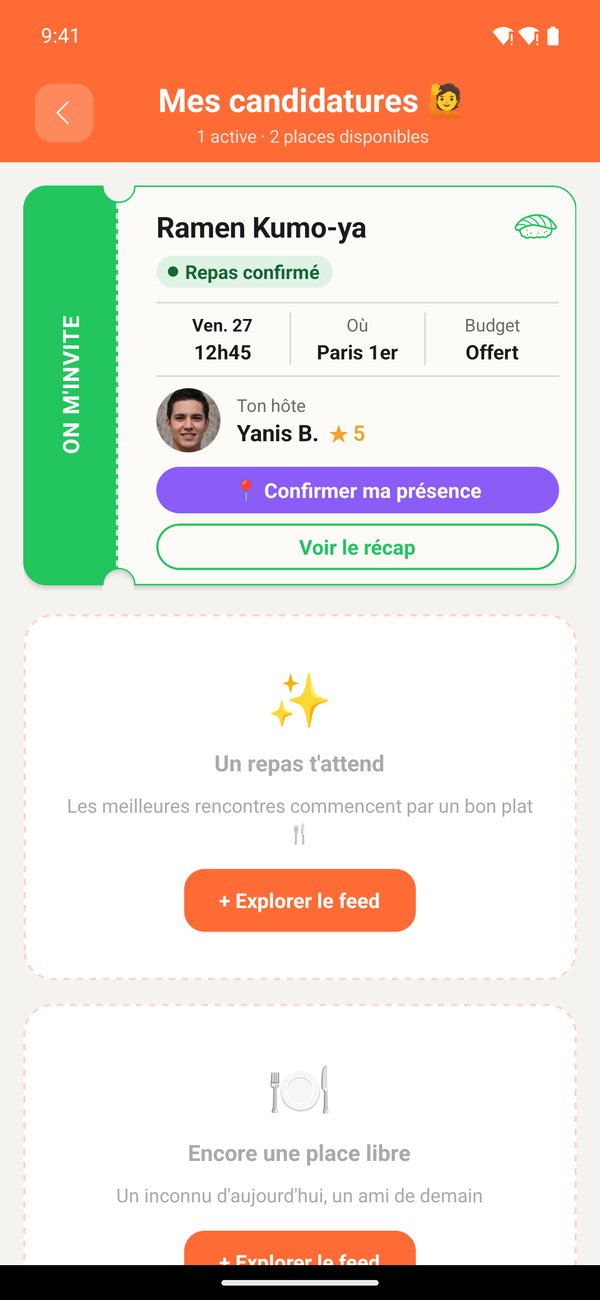 9:41
Mes candidatures 🙋
1 active · 2 places disponibles
ON M'INVITE
Ramen Kumo-ya
Repas confirmé
Ven. 27
12h45
Où
Paris 1er
Budget
Offert
Ton hôte
Yanis B. ★ 5
📍 Confirmer ma présence
Voir le récap
Un repas t'attend
Les meilleures rencontres commencent par un bon plat
🍴
+ Explorer le feed
Encore une place libre
Un inconnu d'aujourd'hui, un ami de demain
+ Explorer le feed